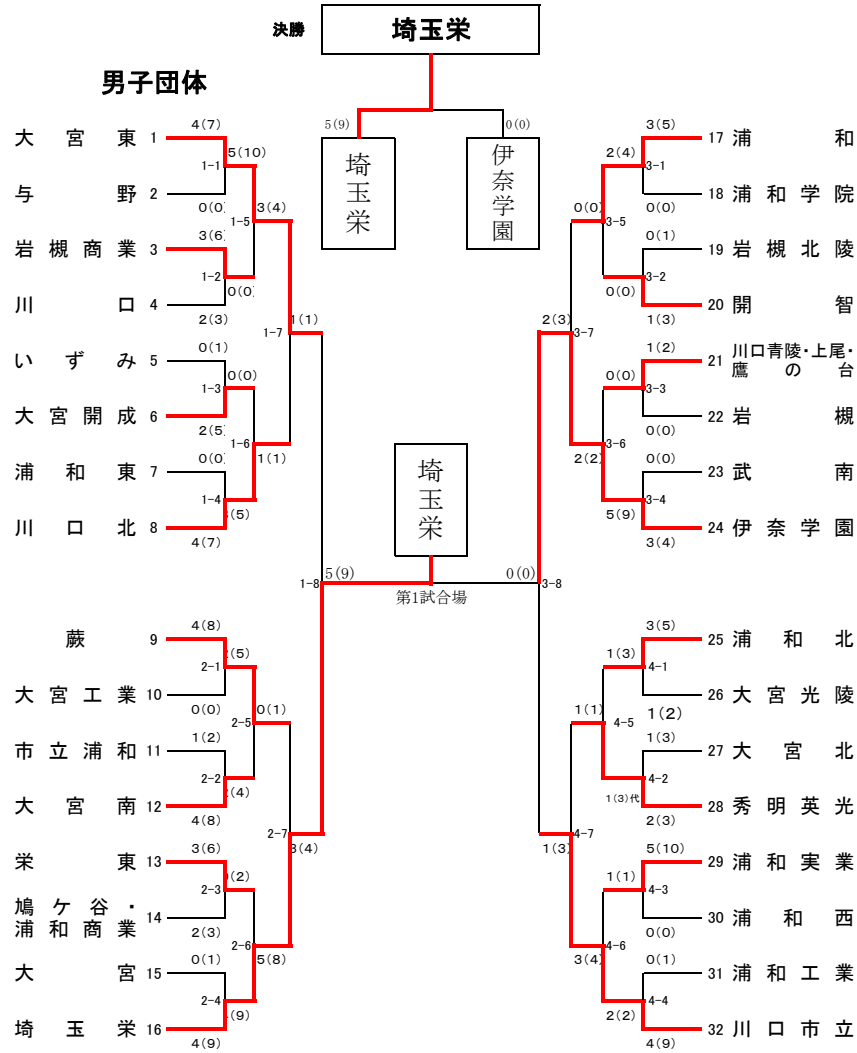 決勝
埼玉栄
男子団体
5(9)
0(0)
埼玉栄
伊奈学園
4(7)
大宮東 1
5(10)
1-1
与野 2
0(0)
3(4)
1-5
3(6)
岩槻商業 3
1-2
0(0)
川口 4
2(3)
1-7
1(1)
0(1)
いずみ 5
0(0)
1-3
大宮開成 6
2(5)
1-6
0(0)
1(1)
浦和東 7
1-4
川口北 8
(5)
4(7)
3(5)
17 浦和
2(4)
3-1
18 浦和学院
0(0)
0(0)
3-5
0(1)
19 岩槻北陵
3-2
0(0)
20 開智
1(3)
2(3)
3-7
1(2)
21 川口青陵・上尾・
鷹の台
0(0)
3-3
22 岩槻
0(0)
3-6
2(2)
0(0)
23 武南
3-4
5(9)
24 伊奈学園
3(4)
埼玉栄
1-8
5(9)
0(0)
3-8
第1試合場
4(8)
蕨 9
(5)
2-1
大宮工業 10
0(0)
0(1)
2-5
1(2)
市立浦和 11
2-2
(4)
大宮南 12
4(8)
2-7
3(4)
3(6)
栄東 13
(2)
2-3
鳩ケ谷・
浦和商業 14
2(3)
2-6
5(8)
0(1)
大宮 15
2-4
(9)
埼玉栄 16
4(9)
3(5)
25 浦和北
1(3)
4-1
26 大宮光陵
1(2)
1(1)
4-5
1(3)
27 大宮北
4-2
1(3)代
28 秀明英光
2(3)
4-7
1(3)
5(10)
29 浦和実業
1(1)
4-3
30 浦和西
0(0)
4-6
3(4)
0(1)
31 浦和工業
4-4
2(2)
32 川口市立
4(9)